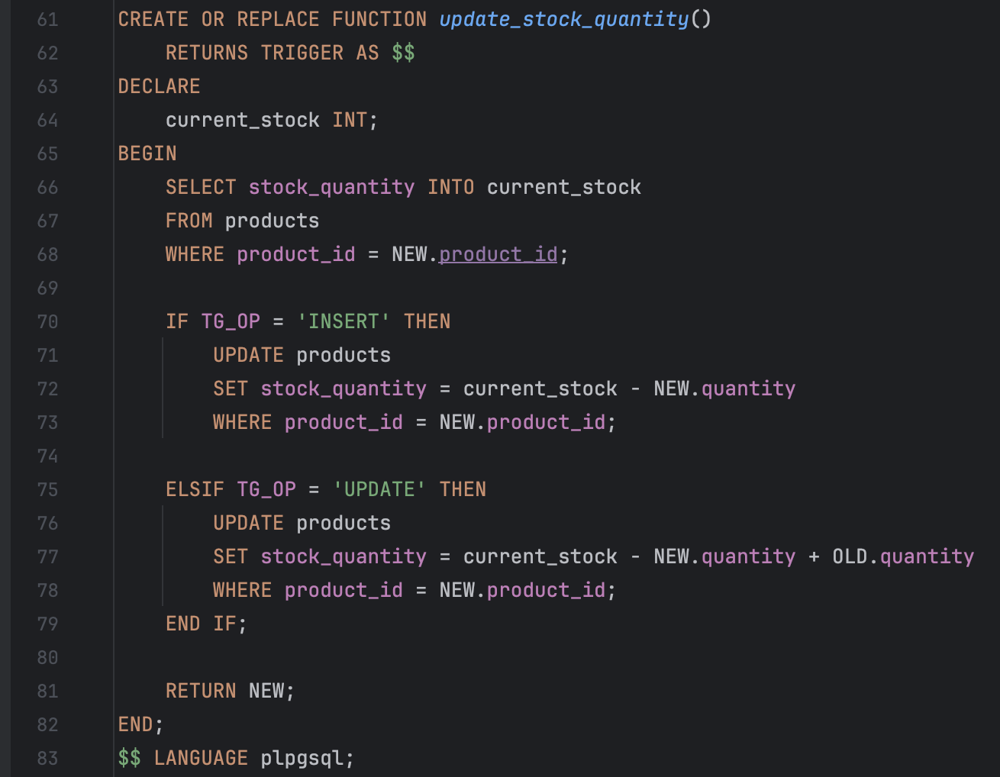 61 CREATE OR REPLACE FUNCTION update_stock_quantity()
62     RETURNS TRIGGER AS $$
63 DECLARE
64     current_stock INT;
65 BEGIN
66     SELECT stock_quantity INTO current_stock
67     FROM products
68     WHERE product_id = NEW.product_id;
69
70     IF TG_OP = 'INSERT' THEN
71         UPDATE products
72         SET stock_quantity = current_stock - NEW.quantity
73         WHERE product_id = NEW.product_id;
74
75     ELSIF TG_OP = 'UPDATE' THEN
76         UPDATE products
77         SET stock_quantity = current_stock - NEW.quantity + OLD.quantity
78         WHERE product_id = NEW.product_id;
79     END IF;
80
81     RETURN NEW;
82 END;
83 $$ LANGUAGE plpgsql;